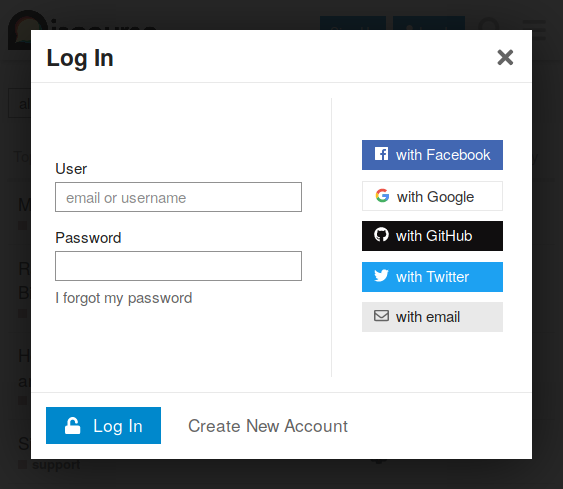 Log In
User
email or username
Password
I forgot my password
with Facebook
with Google
with GitHub
with Twitter
with email
Log In
Create New Account
support